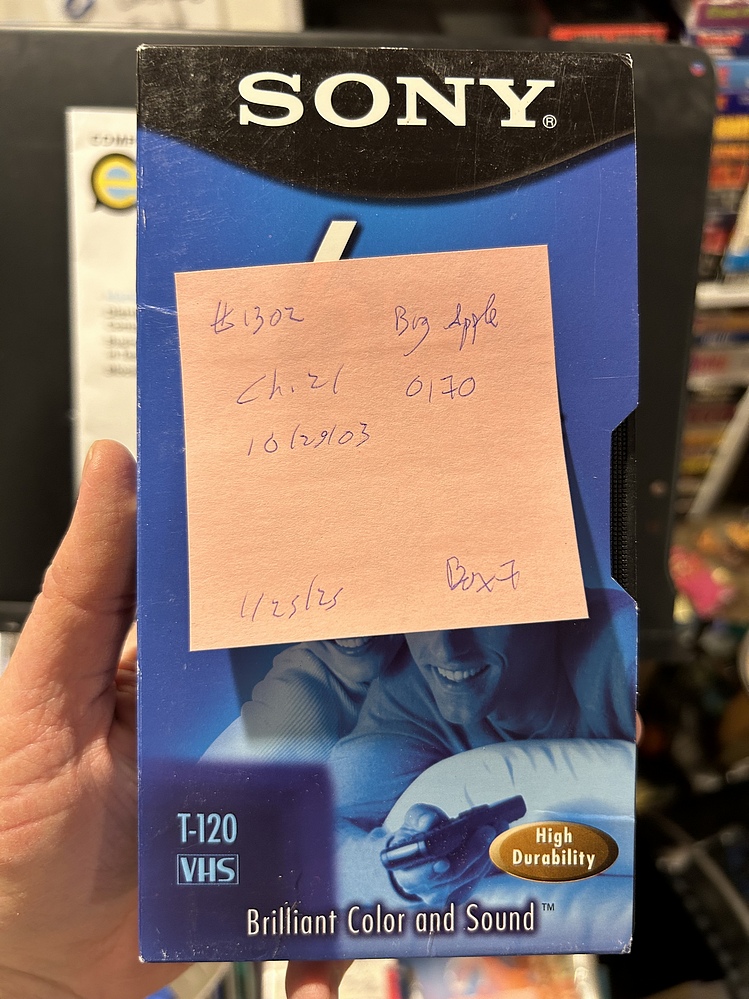 SONY®
#1302 Big Apple
Ch. 21 0170
10/29/03
1/25/25 Box 7
T-120
VHS
High
Durability
Brilliant Color and Sound™